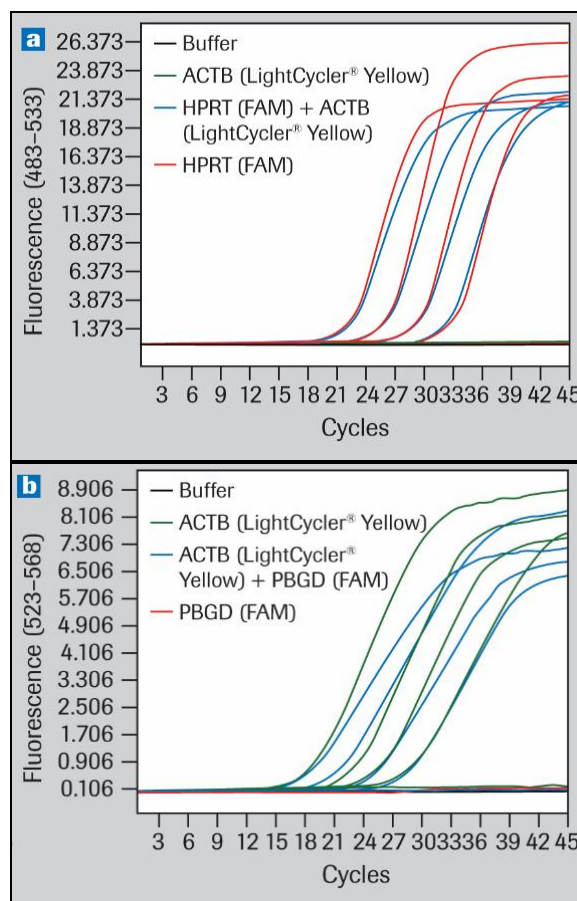 a
26.373
23.873
21.373
18.873
16.373
13.873
11.373
8.873
6.373
3.873
1.373
Fluorescence (483–533)
Buffer
ACTB (LightCycler® Yellow)
HPRT (FAM) + ACTB
(LightCycler® Yellow)
HPRT (FAM)
3 6 9 12 15 18 21 24 27 30 33 36 39 42 45
Cycles
b
8.906
8.106
7.306
6.506
5.706
4.906
4.106
3.306
2.506
1.706
0.906
0.106
Fluorescence (523–568)
Buffer
ACTB (LightCycler® Yellow)
ACTB (LightCycler®
Yellow) + PBGD (FAM)
PBGD (FAM)
3 6 9 12 15 18 21 24 27 30 33 36 39 42 45
Cycles